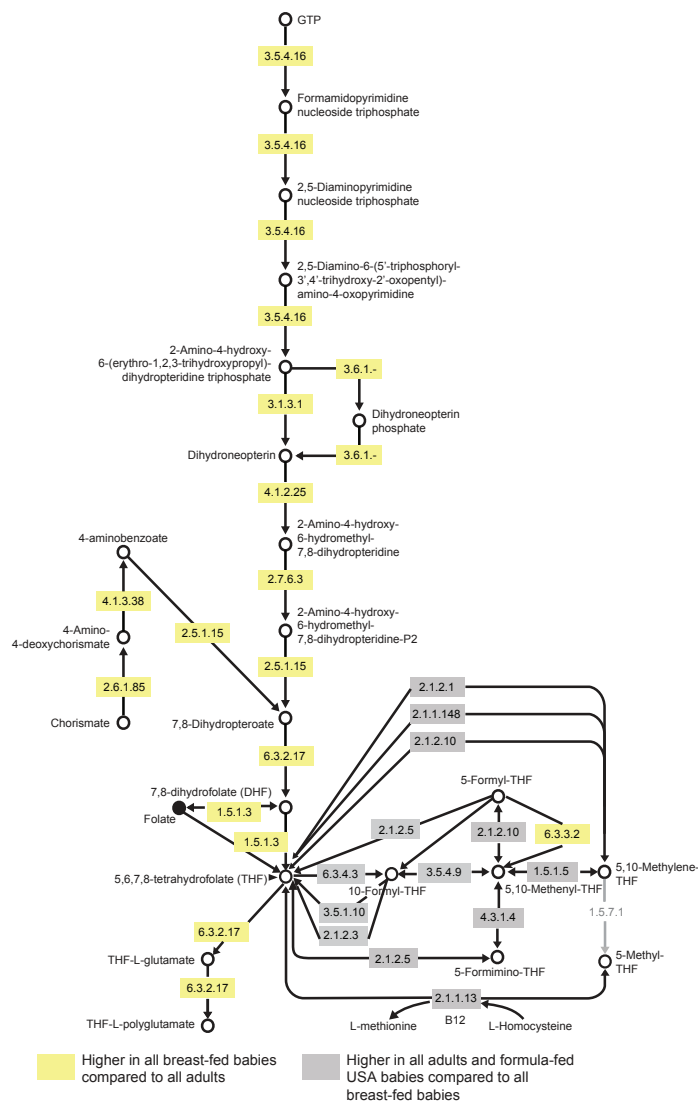 GTP
3.5.4.16
Formamidopyrimidine
nucleoside triphosphate
3.5.4.16
2,5-Diaminopyrimidine
nucleoside triphosphate
3.5.4.16
2,5-Diamino-6-(5'-triphosphoryl-
3',4'-trihydroxy-2'-oxopentyl)-
amino-4-oxopyrimidine
3.5.4.16
2-Amino-4-hydroxy-
6-(erythro-1,2,3-trihydroxypropyl)-
dihydropteridine triphosphate
3.6.1.-
3.1.3.1
Dihydroneopterin
phosphate
Dihydroneopterin
3.6.1.-
4.1.2.25
2-Amino-4-hydroxy-
6-hydromethyl-
7,8-dihydropteridine
4-aminobenzoate
2.7.6.3
4.1.3.38
2-Amino-4-hydroxy-
6-hydromethyl-
7,8-dihydropteridine-P2
4-Amino-
4-deoxychorismate
2.5.1.15
2.5.1.15
2.6.1.85
Chorismate
7,8-Dihydropteroate
2.1.2.1
2.1.1.148
2.1.2.10
6.3.2.17
7,8-dihydrofolate (DHF)
Folate
1.5.1.3
1.5.1.3
5-Formyl-THF
2.1.2.5
2.1.2.10
6.3.3.2
5,6,7,8-tetrahydrofolate (THF)
6.3.4.3
10-Formyl-THF
3.5.4.9
5,10-Methenyl-THF
1.5.1.5
5,10-Methylene-
THF
3.5.1.10
2.1.2.3
4.3.1.4
1.5.7.1
6.3.2.17
THF-L-glutamate
2.1.2.5
5-Formimino-THF
5-Methyl-
THF
6.3.2.17
THF-L-polyglutamate
2.1.1.13
L-methionine
B12
L-Homocysteine
Higher in all breast-fed babies
compared to all adults
Higher in all adults and formula-fed
USA babies compared to all
breast-fed babies